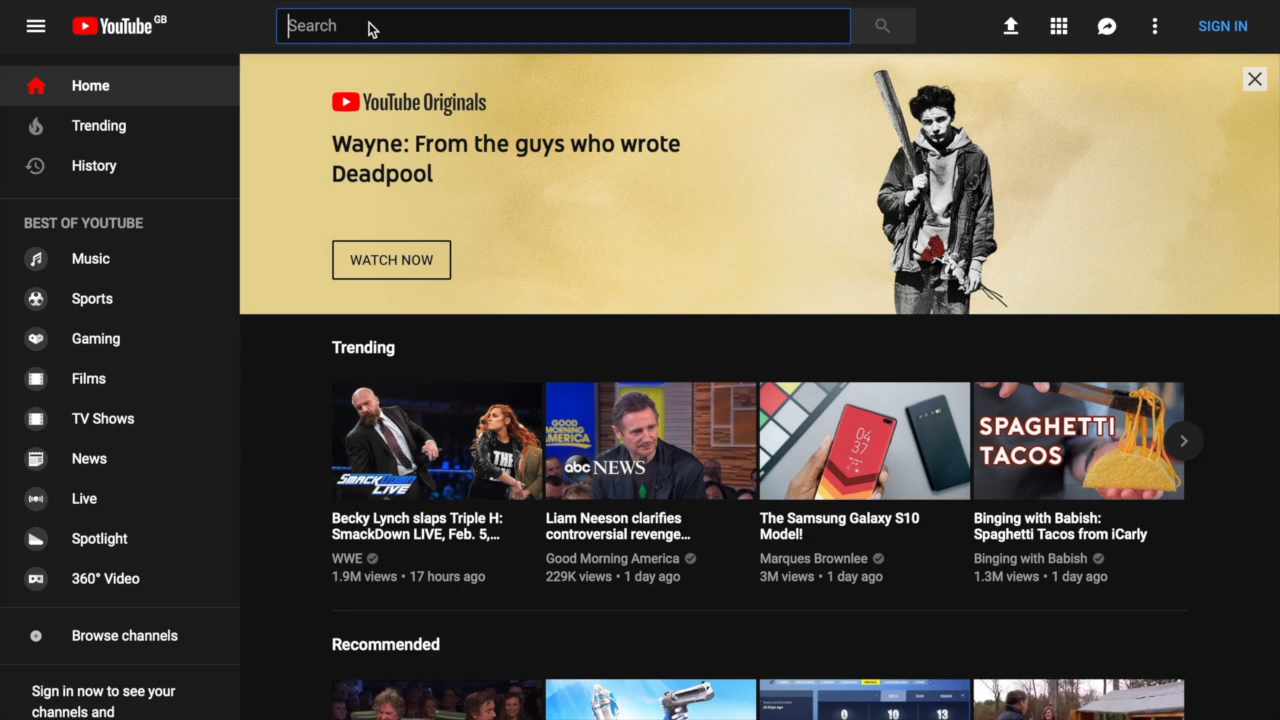 YouTube GB
Search
SIGN IN
Home
Trending
History
BEST OF YOUTUBE
Music
Sports
Gaming
Films
TV Shows
News
Live
Spotlight
360° Video
Browse channels
Sign in now to see your
channels and
YouTube Originals
Wayne: From the guys who wrote
Deadpool
WATCH NOW
Trending
SMACKDOWN
LIVE
THE
GOOD
MORNING
AMERICA
abc NEWS
04
37
SPAGHETTI
TACOS
Becky Lynch slaps Triple H:
SmackDown LIVE, Feb. 5,...
WWE
1.9M views • 17 hours ago
Liam Neeson clarifies
controversial revenge...
Good Morning America
229K views • 1 day ago
The Samsung Galaxy S10
Model!
Marques Brownlee
3M views • 1 day ago
Binging with Babish:
Spaghetti Tacos from iCarly
Binging with Babish
1.3M views • 1 day ago
Recommended
0 10 13